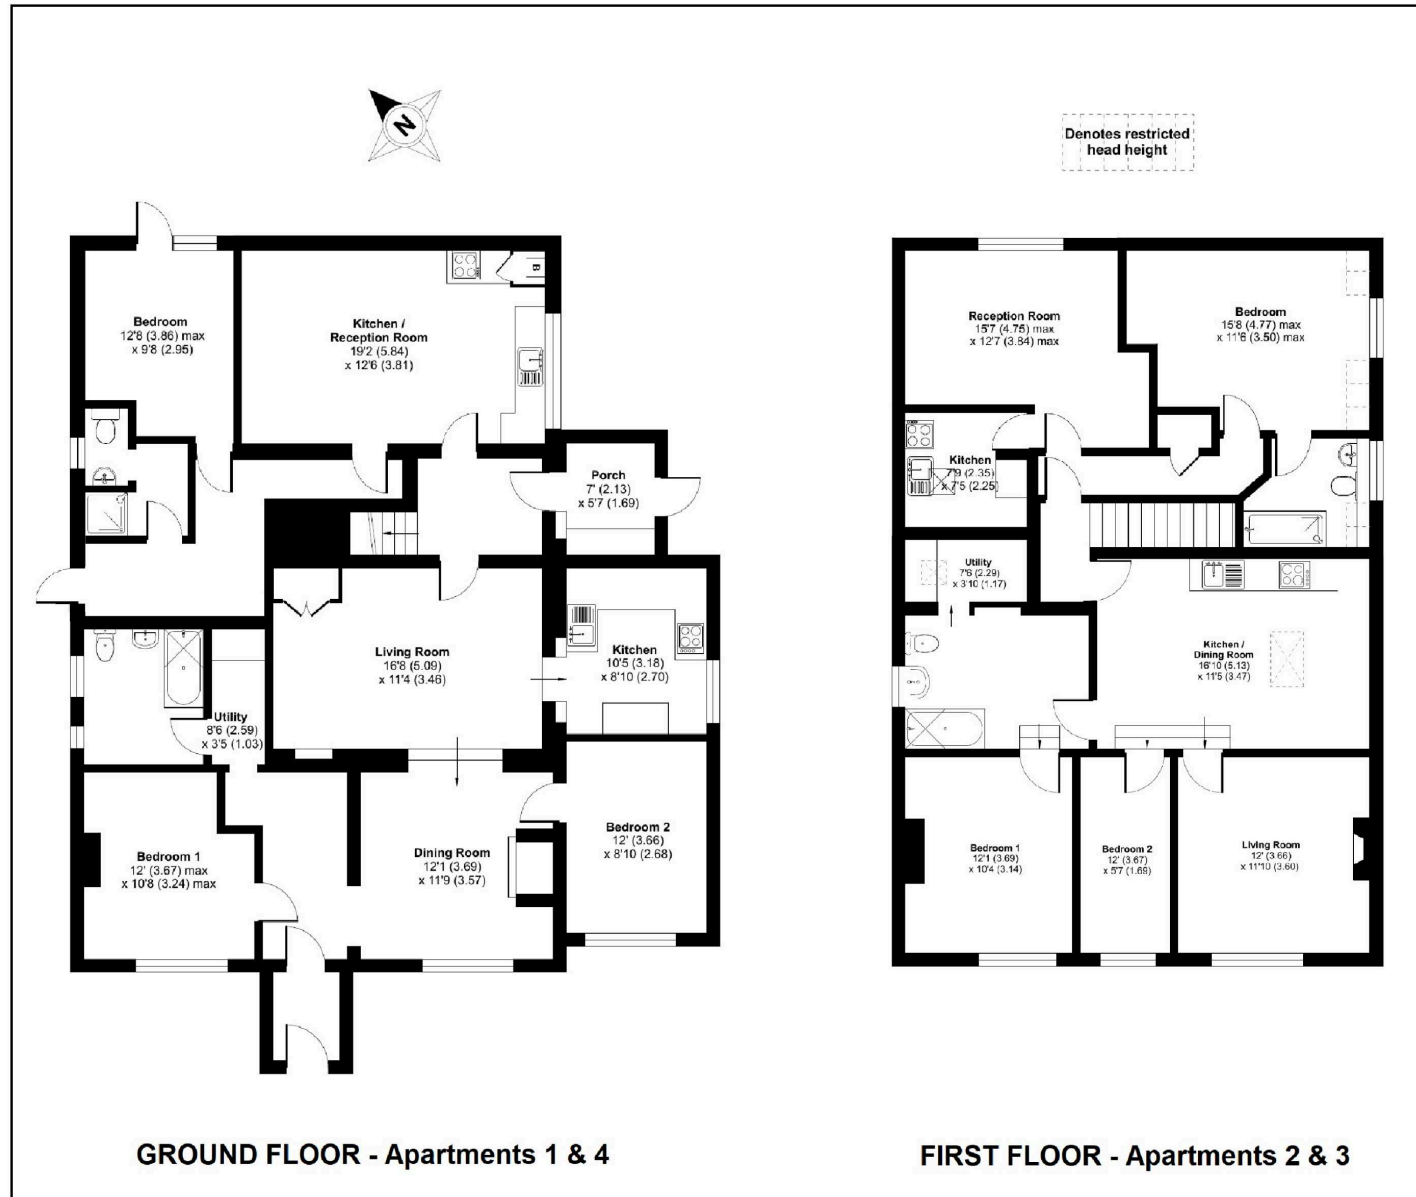 N
Denotes restricted
head height
Bedroom
12'8 (3.86) max
x 9'8 (2.95)
Kitchen /
Reception Room
19'2 (5.84)
x 12'6 (3.81)
B
Porch
7' (2.13)
x 5'7 (1.69)
Living Room
16'8 (5.09)
x 11'4 (3.46)
Kitchen
10'5 (3.18)
x 8'10 (2.70)
Utility
8'6 (2.59)
x 3'5 (1.03)
Bedroom 1
12' (3.67) max
x 10'8 (3.24) max
Dining Room
12'1 (3.69)
x 11'9 (3.57)
Bedroom 2
12' (3.66)
x 8'10 (2.68)
GROUND FLOOR - Apartments 1 & 4
Reception Room
15'7 (4.75) max
x 12'7 (3.84) max
Bedroom
15'8 (4.77) max
x 11'6 (3.50) max
Kitchen
7'9 (2.35)
x 7'5 (2.25)
Utility
7'6 (2.29)
x 3'10 (1.17)
Kitchen /
Dining Room
16'10 (5.13)
x 11'5 (3.47)
Bedroom 1
12'1 (3.69)
x 10'4 (3.14)
Bedroom 2
12' (3.67)
x 5'7 (1.69)
Living Room
12' (3.66)
x 11'10 (3.60)
FIRST FLOOR - Apartments 2 & 3